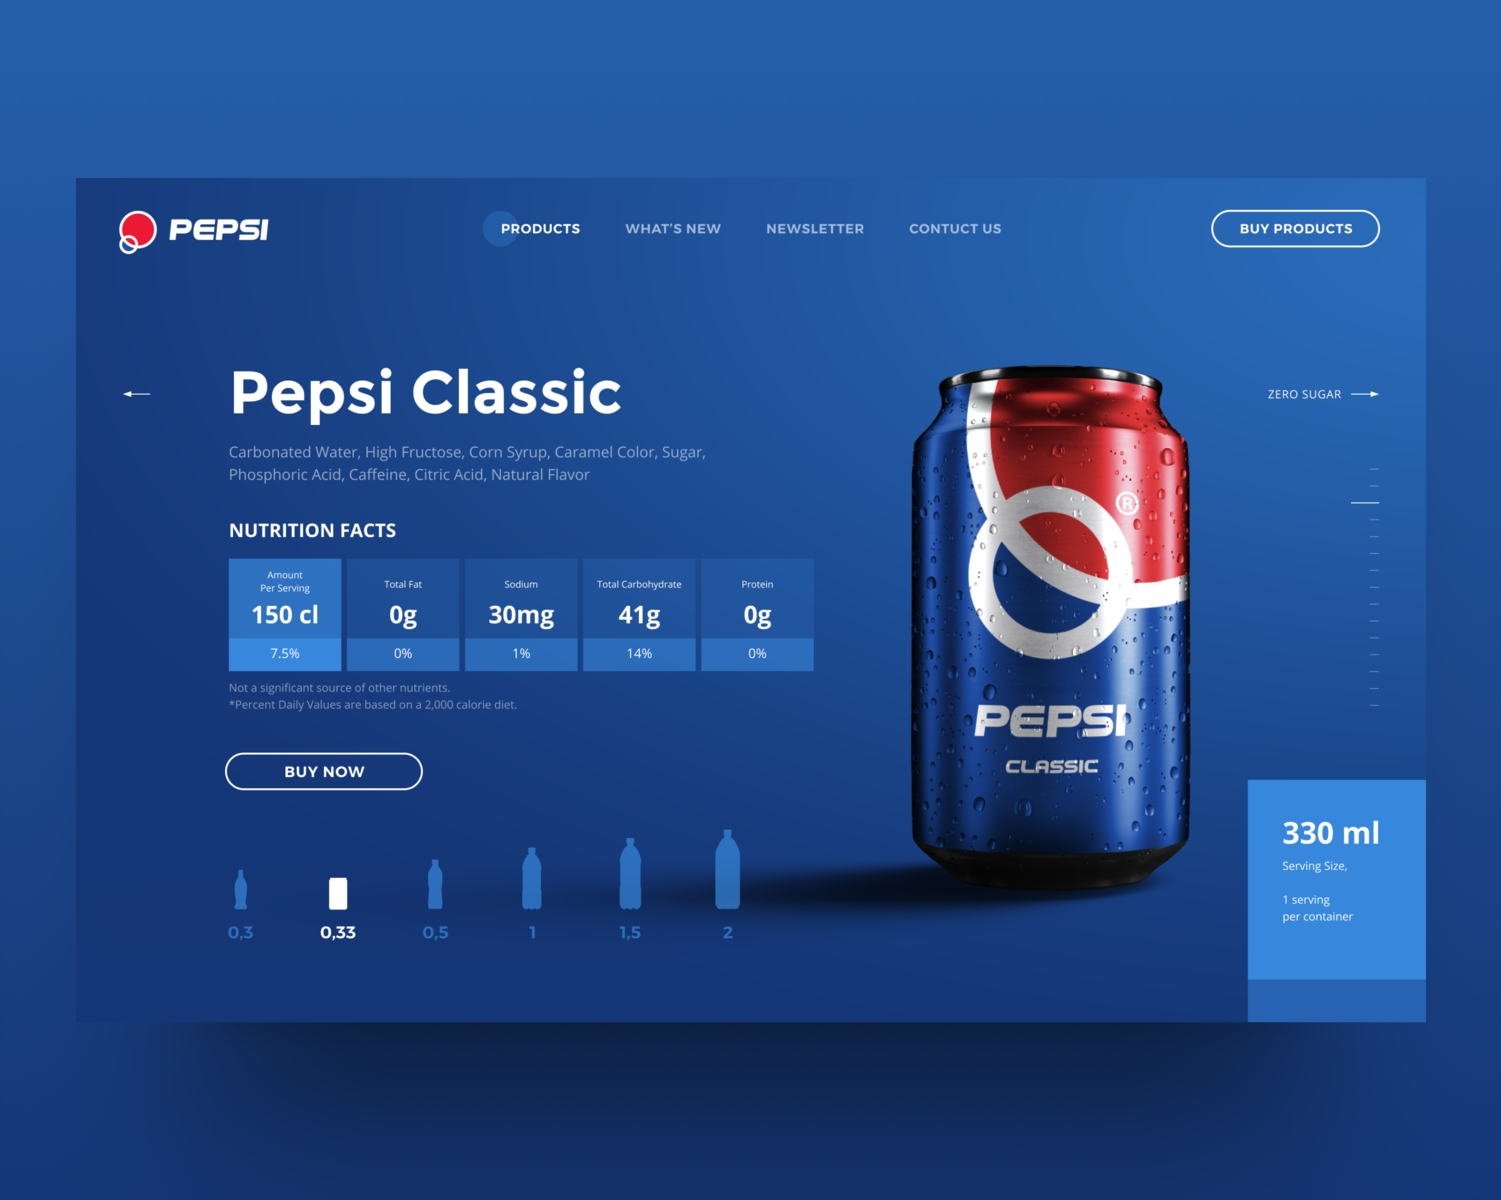 PEPSI
PRODUCTS
WHAT'S NEW
NEWSLETTER
CONTUCT US
BUY PRODUCTS
Pepsi Classic
ZERO SUGAR
Carbonated Water, High Fructose, Corn Syrup, Caramel Color, Sugar,
Phosphoric Acid, Caffeine, Citric Acid, Natural Flavor
NUTRITION FACTS
Amount
Per Serving
150 cl
7.5%
Total Fat
0g
0%
Sodium
30mg
1%
Total Carbohydrate
41g
14%
Protein
0g
0%
Not a significant source of other nutrients.
*Percent Daily Values are based on a 2,000 calorie diet.
BUY NOW
0,3
0,33
0,5
1
1,5
2
®
PEPSI
CLASSIC
330 ml
Serving Size,
1 serving
per container